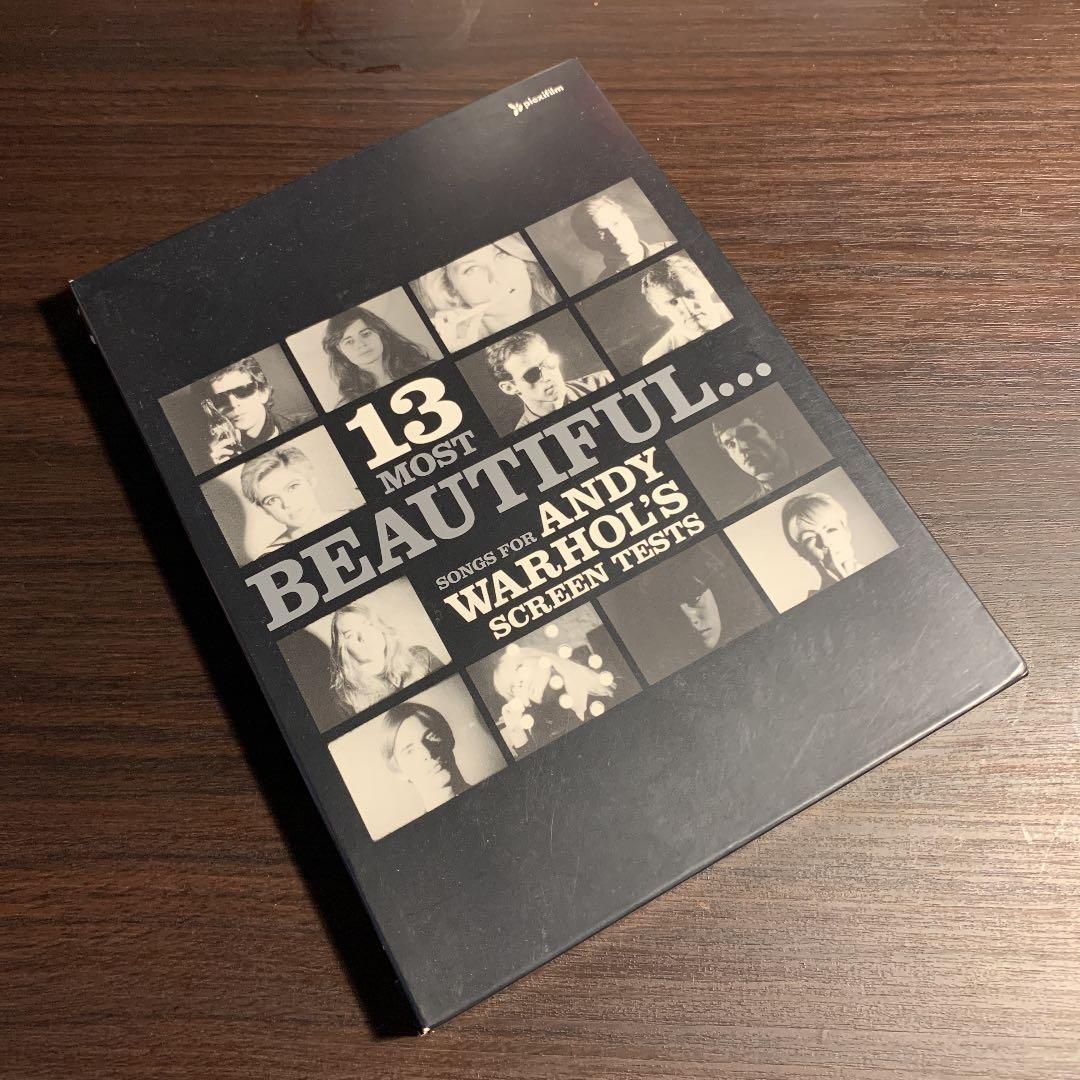 plexifilm
13
MOST
BEAUTIFUL...
SONGS FOR ANDY
WARHOL'S
SCREEN TESTS